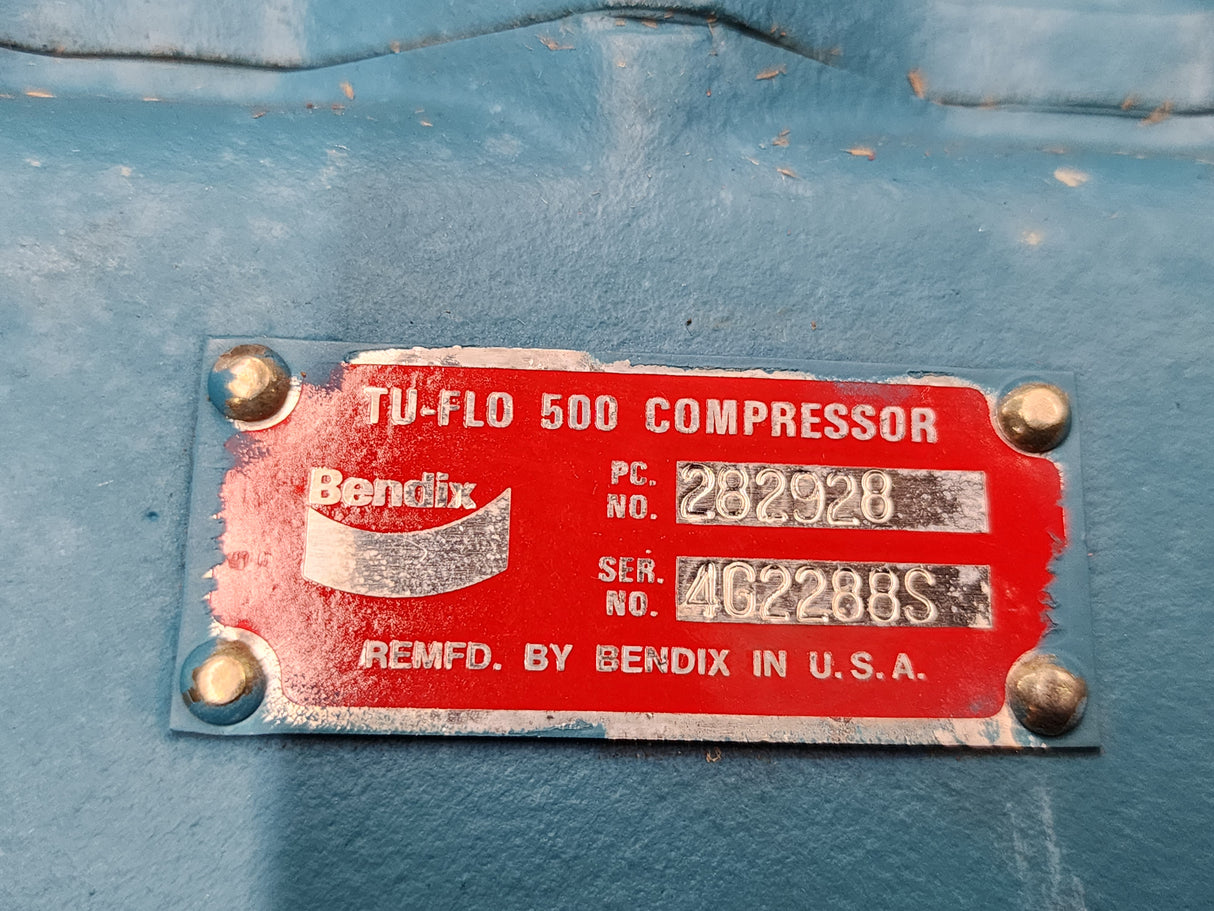 TU-FLO 500 COMPRESSOR
Bendix
PC. NO. 282928
SER. NO. 4G2288S
REMFD. BY BENDIX IN U.S.A.